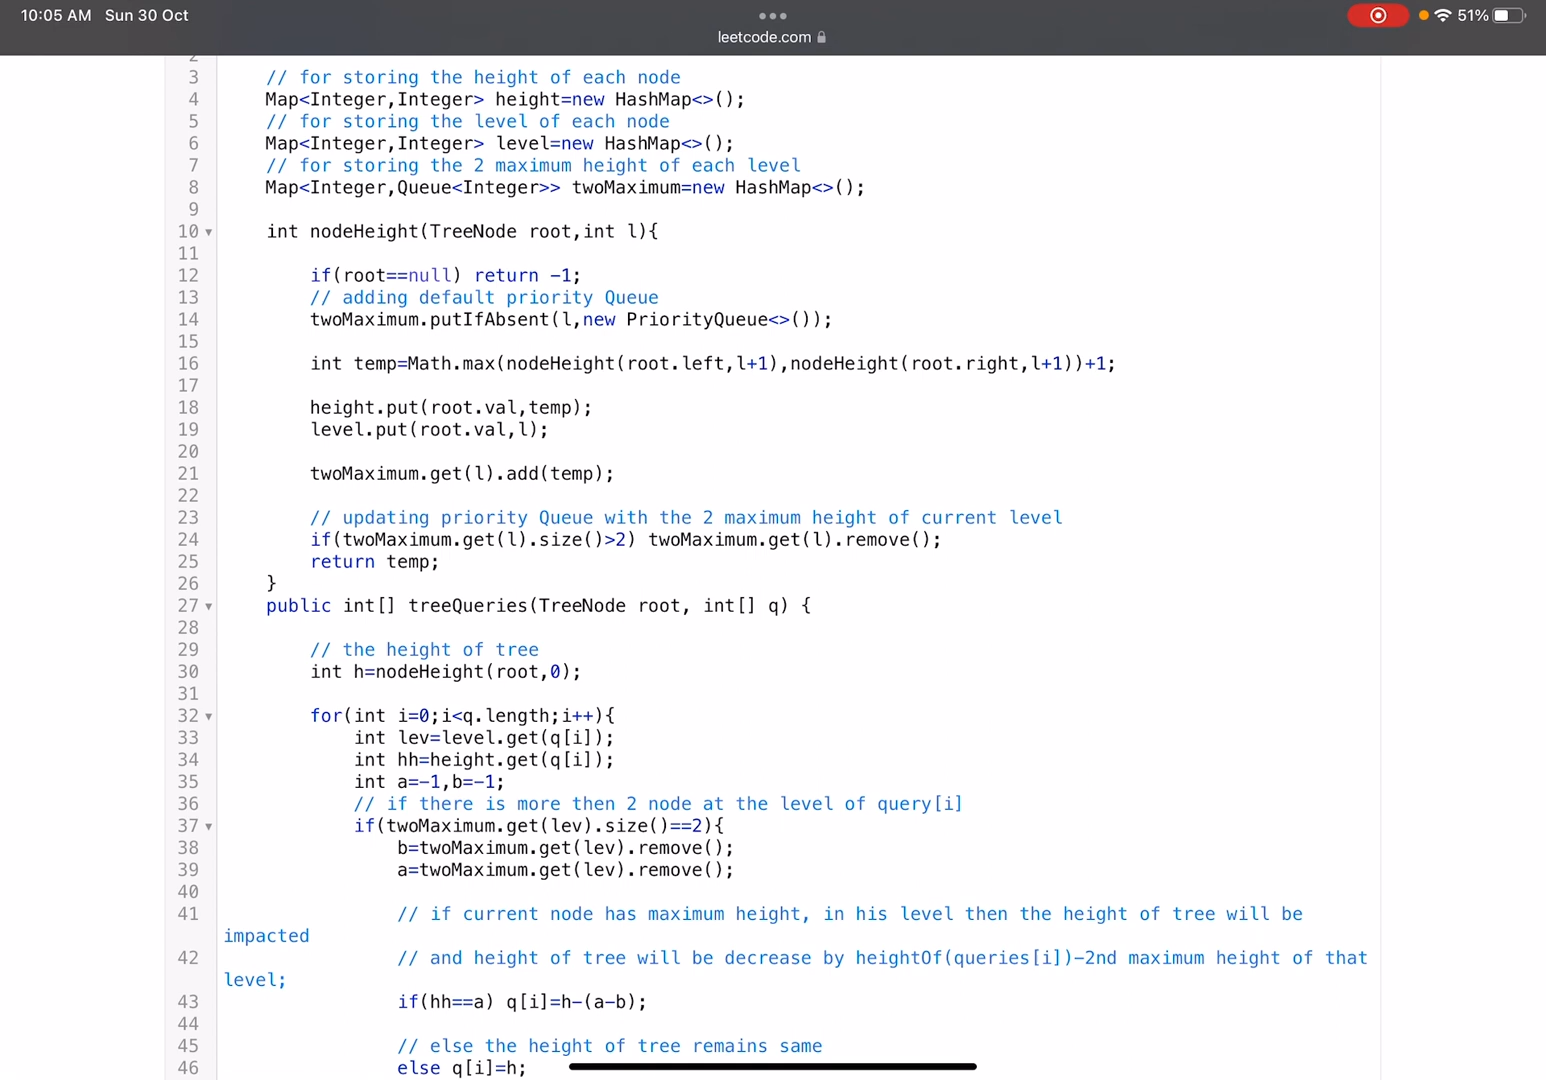 10:05 AM Sun 30 Oct
51%
leetcode.com
2
3 // for storing the height of each node
4 Map<Integer,Integer> height=new HashMap<>();
5 // for storing the level of each node
6 Map<Integer,Integer> level=new HashMap<>();
7 // for storing the 2 maximum height of each level
8 Map<Integer,Queue<Integer>> twoMaximum=new HashMap<>();
9
10 int nodeHeight(TreeNode root,int l){
11
12 if(root==null) return -1;
13 // adding default priority Queue
14 twoMaximum.putIfAbsent(l,new PriorityQueue<>());
15
16 int temp=Math.max(nodeHeight(root.left,l+1),nodeHeight(root.right,l+1))+1;
17
18 height.put(root.val,temp);
19 level.put(root.val,l);
20
21 twoMaximum.get(l).add(temp);
22
23 // updating priority Queue with the 2 maximum height of current level
24 if(twoMaximum.get(l).size()>2) twoMaximum.get(l).remove();
25 return temp;
26 }
27 public int[] treeQueries(TreeNode root, int[] q) {
28
29 // the height of tree
30 int h=nodeHeight(root,0);
31
32 for(int i=0;i<q.length;i++){
33 int lev=level.get(q[i]);
34 int hh=height.get(q[i]);
35 int a=-1,b=-1;
36 // if there is more then 2 node at the level of query[i]
37 if(twoMaximum.get(lev).size()==2){
38 b=twoMaximum.get(lev).remove();
39 a=twoMaximum.get(lev).remove();
40
41 // if current node has maximum height, in his level then the height of tree will be
impacted
42 // and height of tree will be decrease by heightOf(queries[i])-2nd maximum height of that
level;
43 if(hh==a) q[i]=h-(a-b);
44
45 // else the height of tree remains same
46 else q[i]=h;